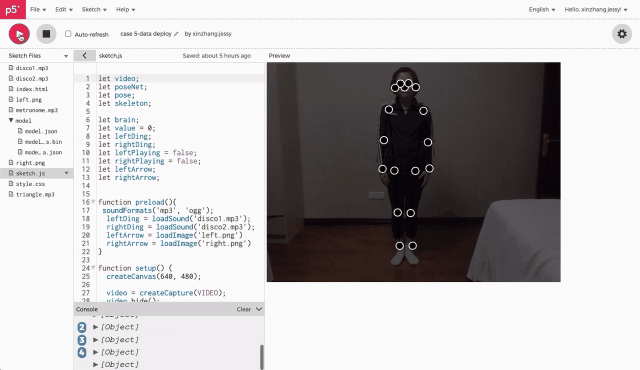 p5*
File
Edit
Sketch
Help
English
Hello, xinzhang.jessy!
Auto-refresh
case 5-data deploy
by xinzhang.jessy
Sketch Files
sketch.js
Saved: about 5 hours ago
Preview
disco1.mp3
disco2.mp3
index.html
left.png
metronome.mp3
model
model.json
model_s.bin
model_a.json
right.png
sketch.js
style.css
triangle.mp3
1 let video;
2 let poseNet;
3 let pose;
4 let skeleton;
5
6 let brain;
7 let value = 0;
8 let leftDing;
9 let rightDing;
10 let leftPlaying = false;
11 let rightPlaying = false;
12 let leftArrow;
13 let rightArrow;
14
15
16 function preload(){
17 soundFormats('mp3', 'ogg');
18 leftDing = loadSound('disco1.mp3');
19 rightDing = loadSound('disco2.mp3');
20 leftArrow = loadImage('left.png')
21 rightArrow = loadImage('right.png')
22 }
23
24 function setup() {
25 createCanvas(640, 480);
26
27 video = createCapture(VIDEO);
28 video.hide();
Console
Clear
[Object]
2 [Object]
3 [Object]
4 [Object]
[Object]